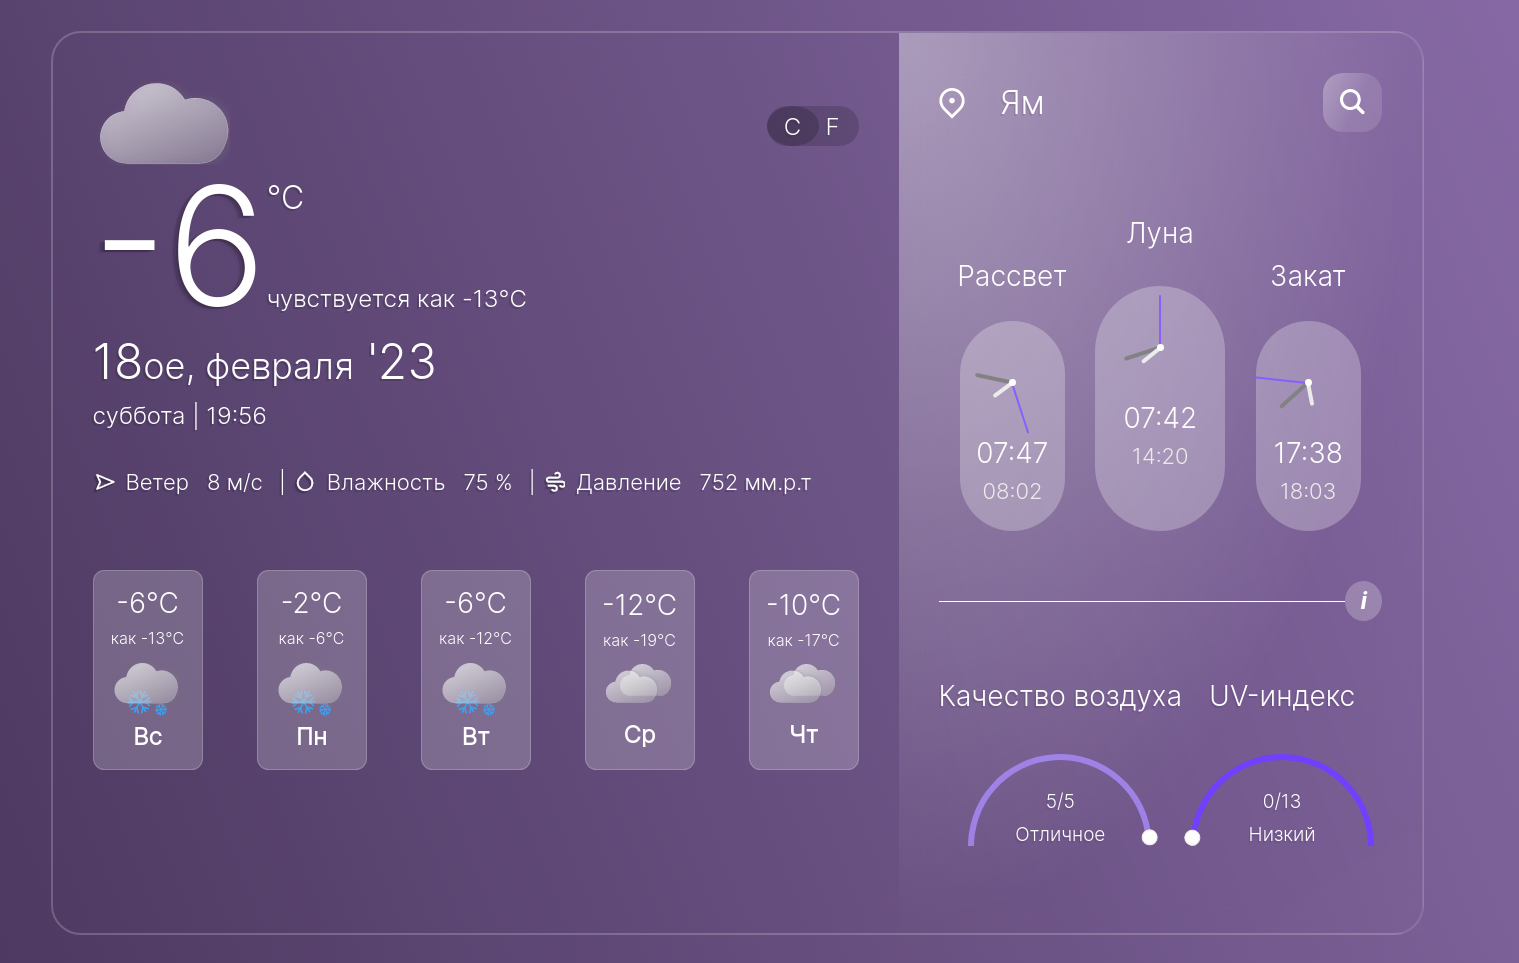 C F
-6 °C
чувствуется как -13°C
18ое, февраля '23
суббота | 19:56
Ветер 8 м/с | Влажность 75 % | Давление 752 мм.р.т
-6°C
как -13°C
Вс
-2°C
как -6°C
Пн
-6°C
как -12°C
Вт
-12°C
как -19°C
Ср
-10°C
как -17°C
Чт
Ям
Рассвет
07:47
08:02
Луна
07:42
14:20
Закат
17:38
18:03
i
Качество воздуха
5/5
Отличное
UV-индекс
0/13
Низкий